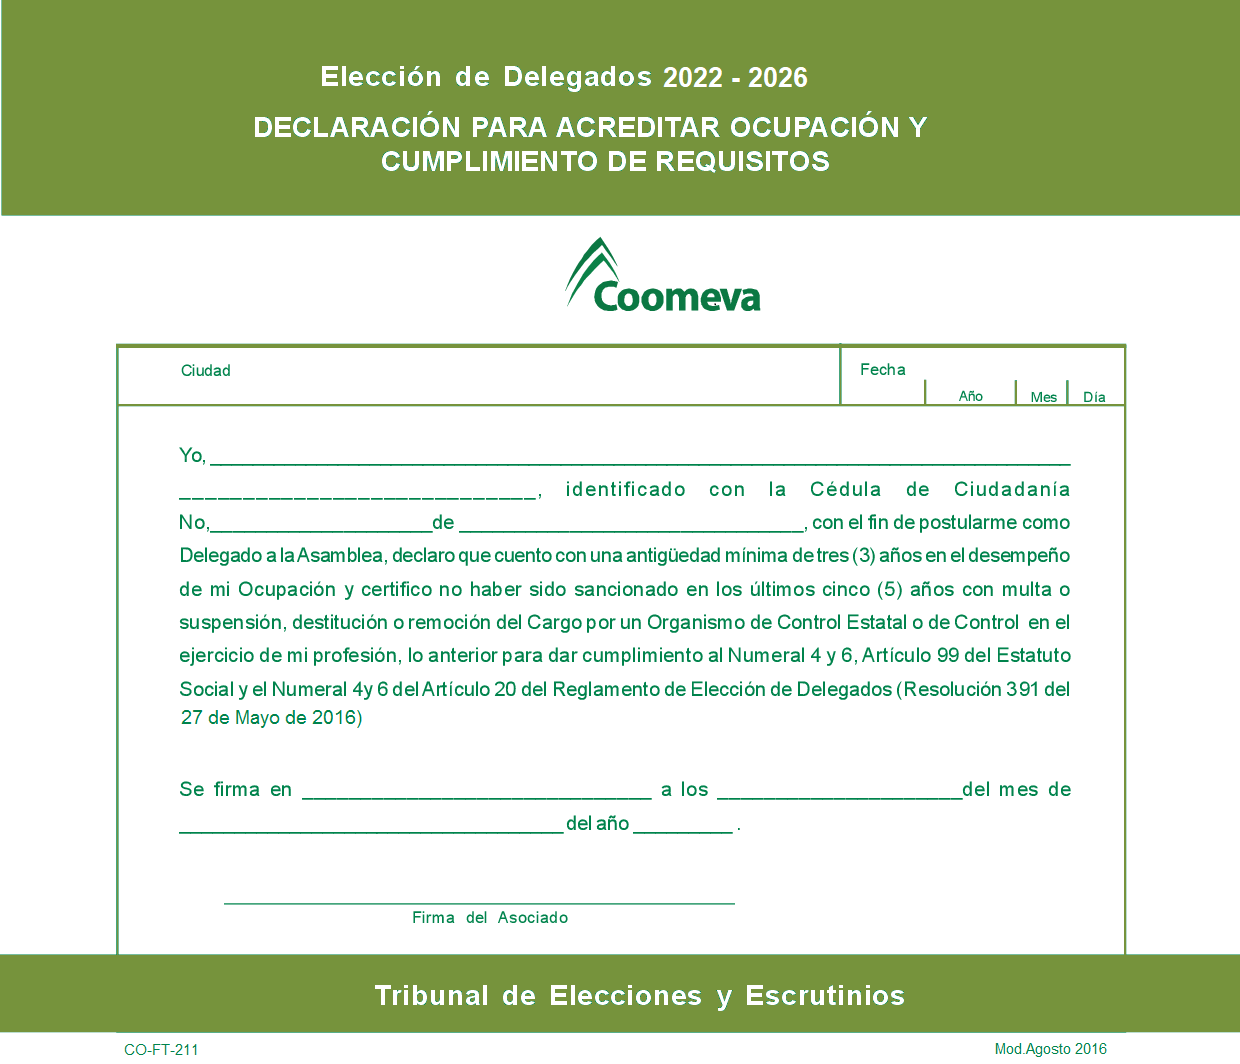 Elección de Delegados 2022 - 2026
DECLARACIÓN PARA ACREDITAR OCUPACIÓN Y
CUMPLIMIENTO DE REQUISITOS
Coomeva
Ciudad
Fecha
Año Mes Día
Yo, ______________________________________________________________________________
____________________________, identificado con la Cédula de Ciudadanía
No,____________________de _______________________________, con el fin de postularme como
Delegado a la Asamblea, declaro que cuento con una antigüedad mínima de tres (3) años en el desempeño
de mi Ocupación y certifico no haber sido sancionado en los últimos cinco (5) años con multa o
suspensión, destitución o remoción del Cargo por un Organismo de Control Estatal o de Control en el
ejercicio de mi profesión, lo anterior para dar cumplimiento al Numeral 4 y 6, Artículo 99 del Estatuto
Social y el Numeral 4y 6 del Artículo 20 del Reglamento de Elección de Delegados (Resolución 391 del
27 de Mayo de 2016)
Se firma en ______________________________ a los _____________________del mes de
___________________________________ del año _________ .
Firma del Asociado
Tribunal de Elecciones y Escrutinios
CO-FT-211
Mod.Agosto 2016